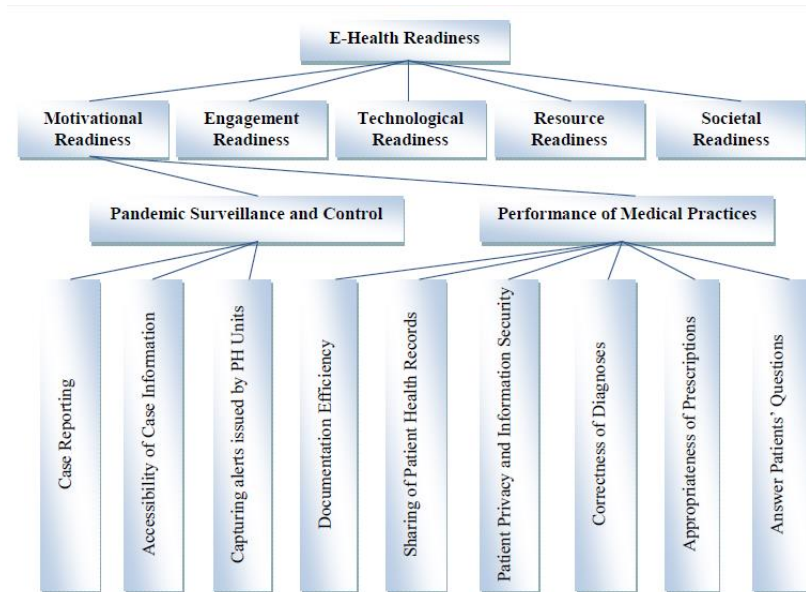 E-Health Readiness
Motivational
Readiness
Engagement
Readiness
Technological
Readiness
Resource
Readiness
Societal
Readiness
Pandemic Surveillance and Control
Performance of Medical Practices
Case Reporting
Accessibility of Case Information
Capturing alerts issued by PH Units
Documentation Efficiency
Sharing of Patient Health Records
Patient Privacy and Information Security
Correctness of Diagnoses
Appropriateness of Prescriptions
Answer Patients’ Questions